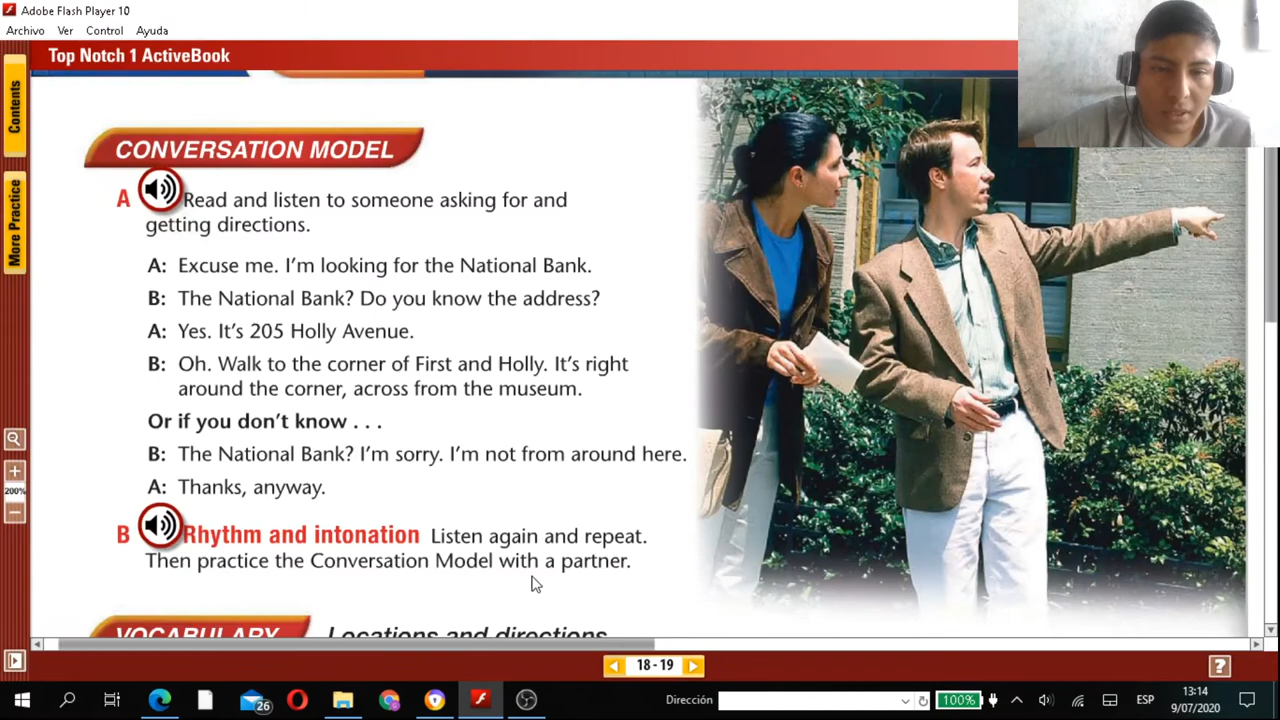 Adobe Flash Player 10
Archivo Ver Control Ayuda
Top Notch 1 ActiveBook
Contents
More Practice
CONVERSATION MODEL
A Read and listen to someone asking for and
getting directions.
A: Excuse me. I'm looking for the National Bank.
B: The National Bank? Do you know the address?
A: Yes. It's 205 Holly Avenue.
B: Oh. Walk to the corner of First and Holly. It's right
around the corner, across from the museum.
Or if you don't know . . .
B: The National Bank? I'm sorry. I'm not from around here.
A: Thanks, anyway.
B Rhythm and intonation Listen again and repeat.
Then practice the Conversation Model with a partner.
VOCABULARY Locations and directions
200%
18 - 19
?
26
Dirección
100%
ESP
13:14
9/07/2020